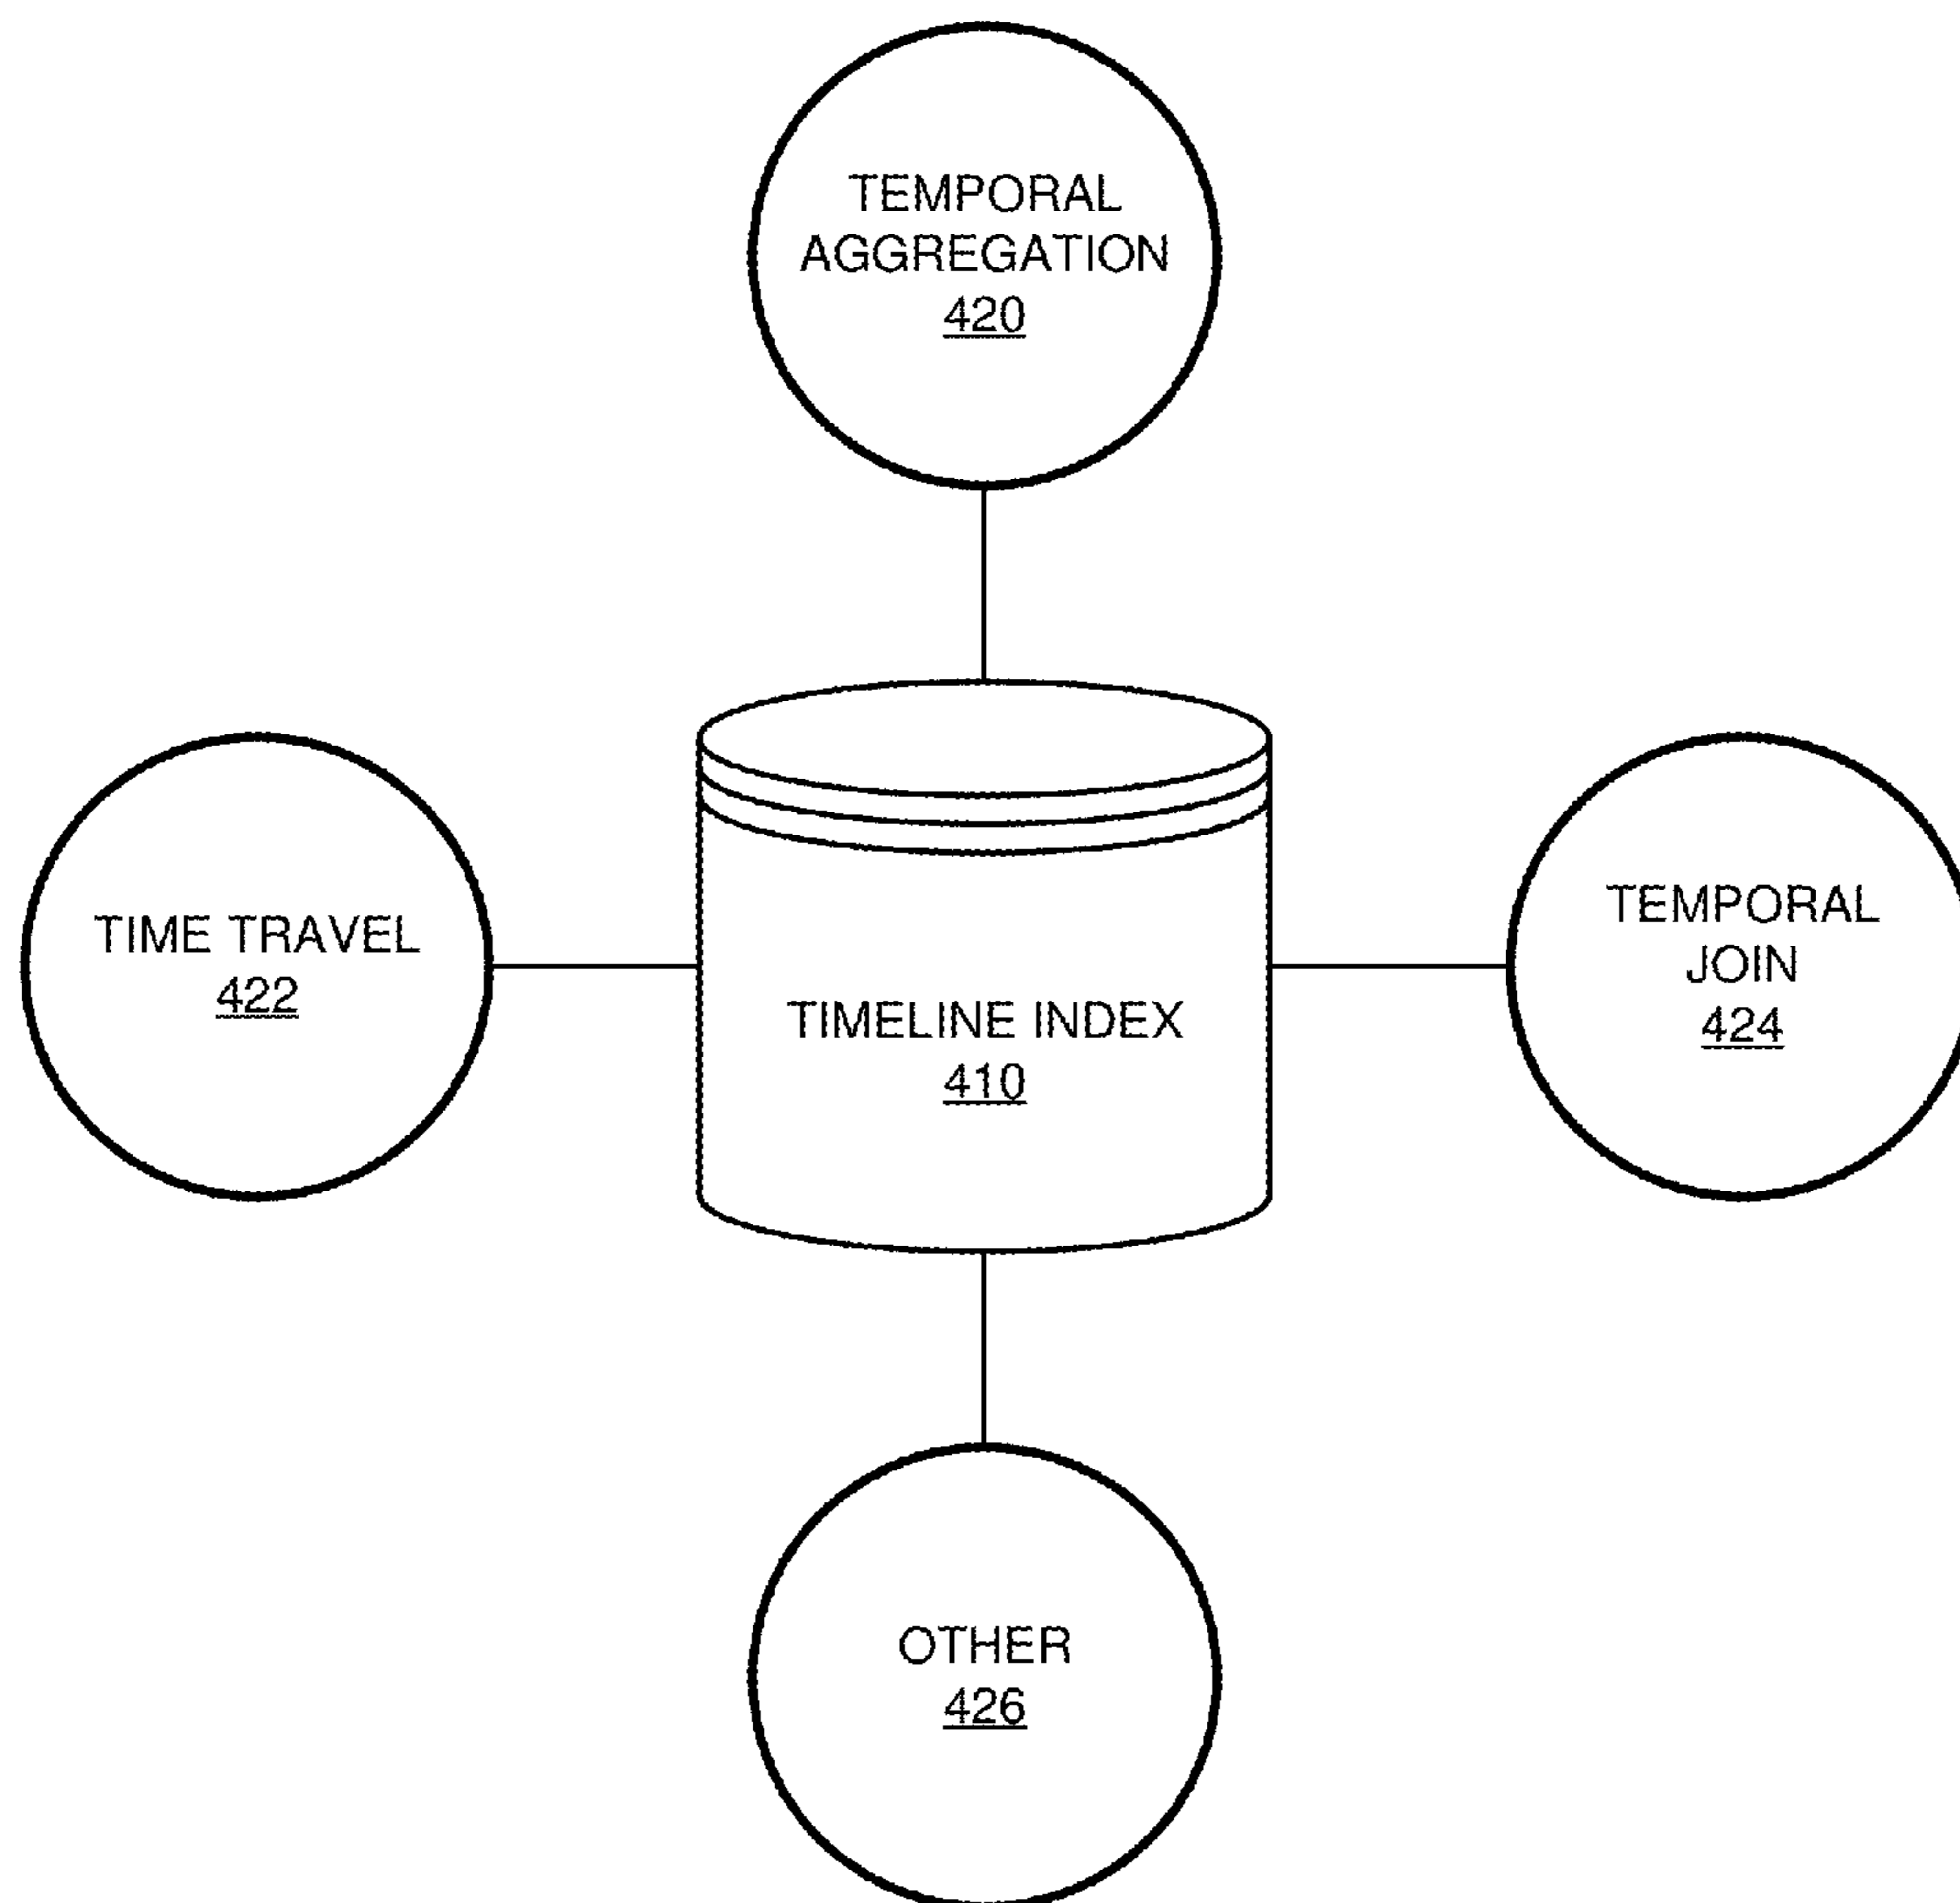 TEMPORAL
AGGREGATION
420
TIME TRAVEL
422
TIMELINE INDEX
410
TEMPORAL
JOIN
424
OTHER
426